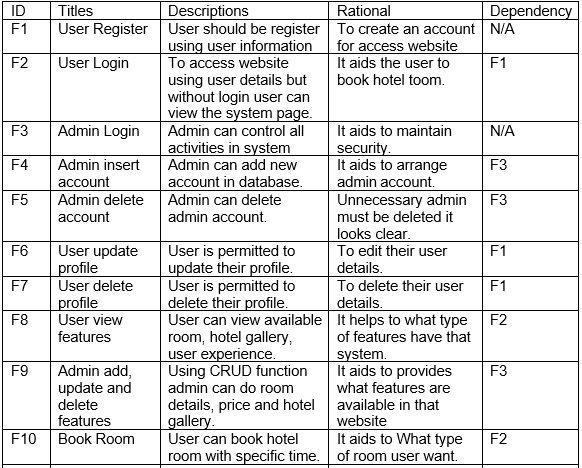 ID Titles Descriptions Rational Dependency
F1 User Register User should be register To create an account N/A
using user information for access website
F2 User Login To access website It aids the user to F1
using user details but book hotel toom.
without login user can
view the system page.
F3 Admin Login Admin can control all It aids to maintain N/A
activities in system security.
F4 Admin insert Admin can add new It aids to arrange F3
account account in database. admin account.
F5 Admin delete Admin can delete Unnecessary admin F3
account admin account. must be deleted it
looks clear.
F6 User update User is permitted to To edit their user F1
profile update their profile. details.
F7 User delete User is permitted to To delete their user F1
profile delete their profile. details.
F8 User view User can view available It helps to what type F2
features room, hotel gallery, of features have that
user experience. system.
F9 Admin add, Using CRUD function It aids to provides F3
update and admin can do room what features are
delete details, price and hotel available in that
features gallery. website
F10 Book Room User can book hotel It aids to What type F2
room with specific time. of room user want.